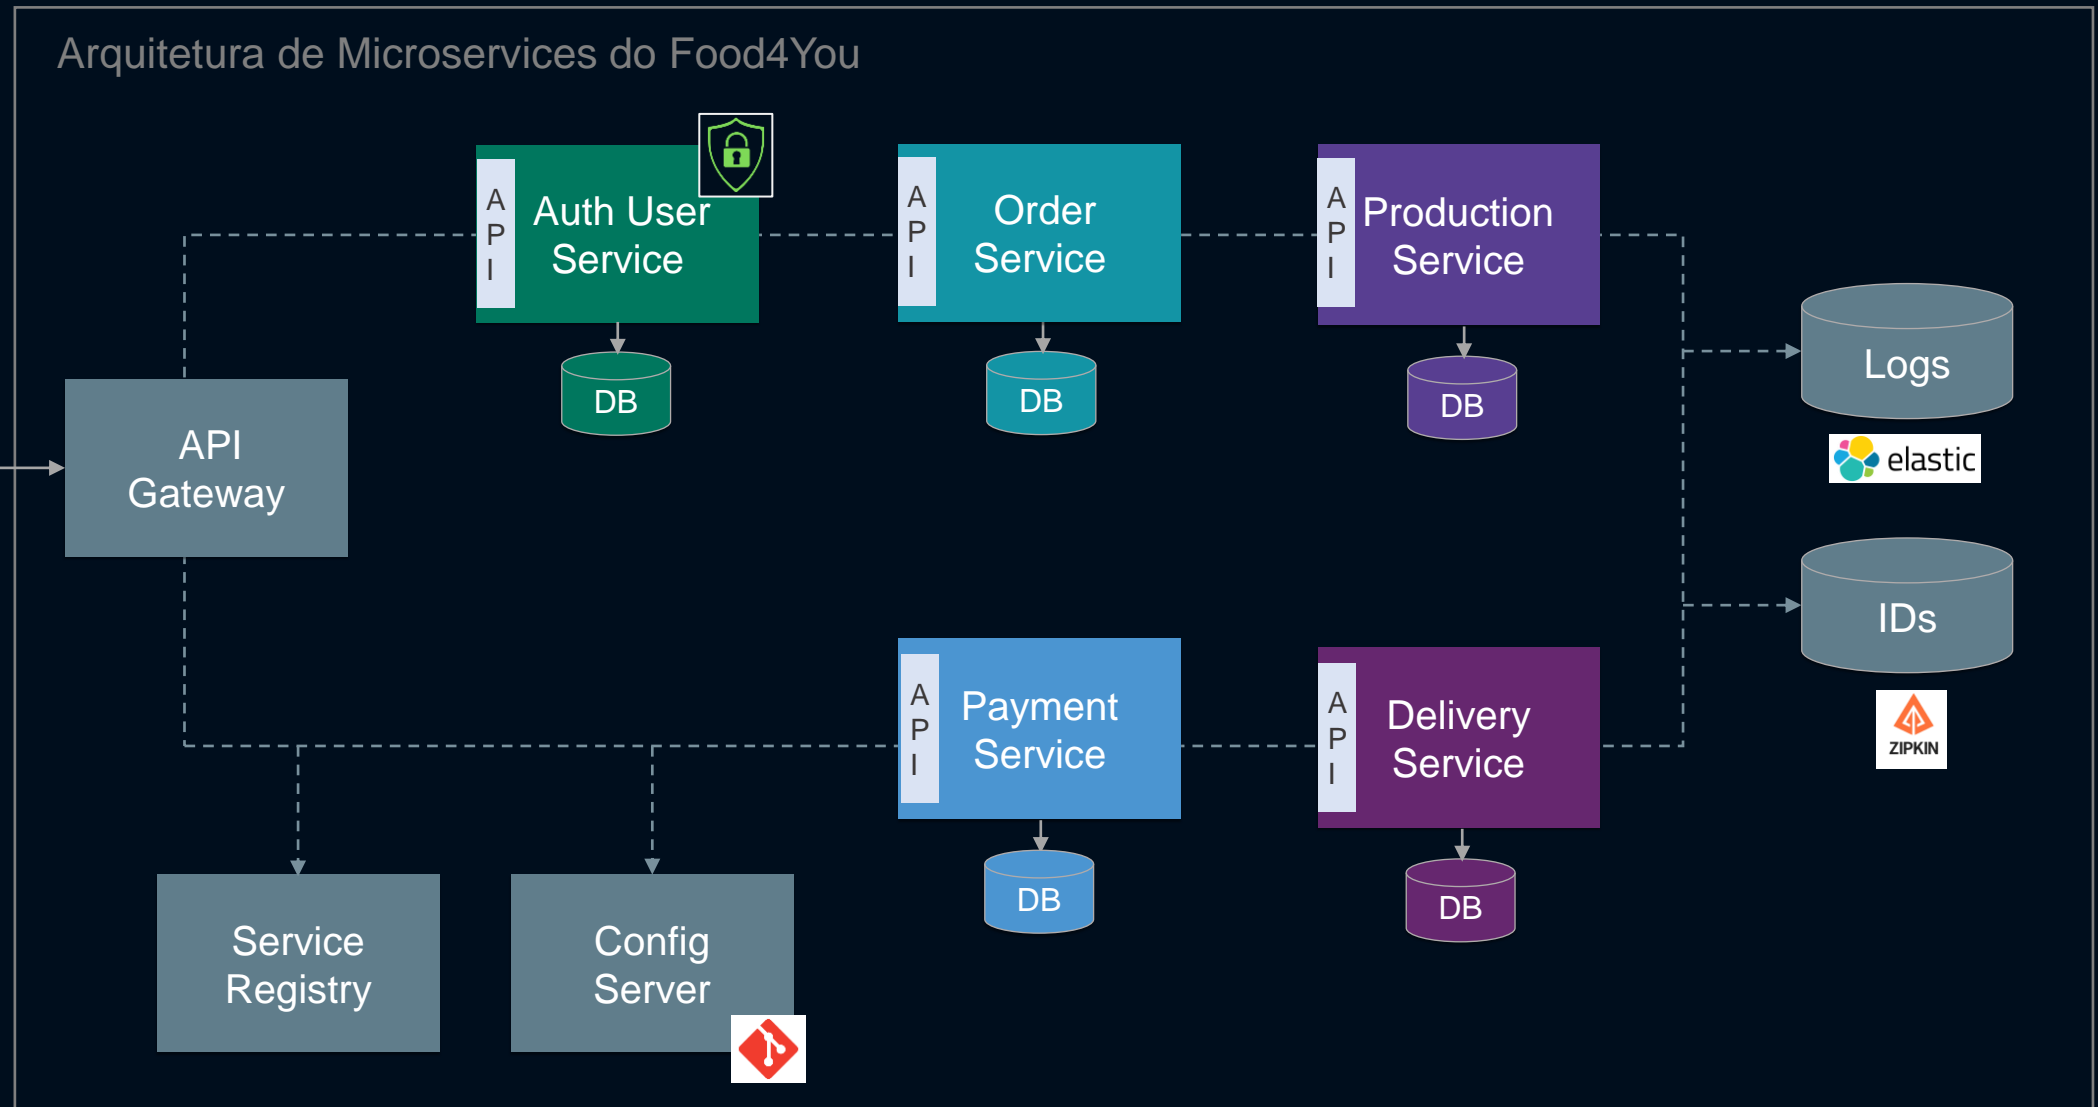 Arquitetura de Microservices do Food4You
A
P
I
Auth User
Service
DB
A
P
I
Order
Service
DB
A
P
I
Production
Service
DB
Logs
elastic
API
Gateway
IDs
ZIPKIN
A
P
I
Payment
Service
DB
A
P
I
Delivery
Service
DB
Service
Registry
Config
Server